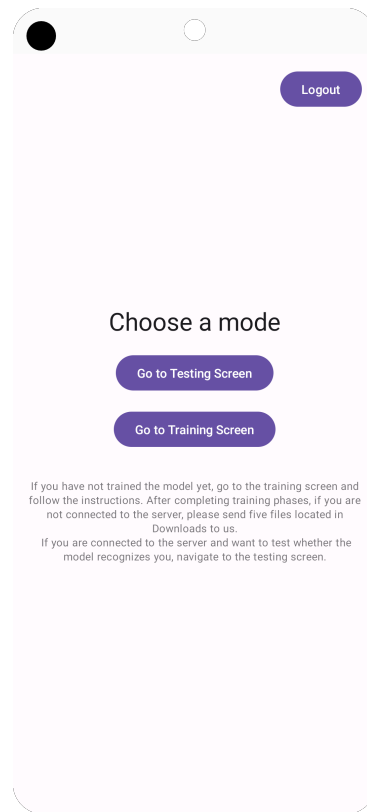 Logout
Choose a mode
Go to Testing Screen
Go to Training Screen
If you have not trained the model yet, go to the training screen and
follow the instructions. After completing training phases, if you are
not connected to the server, please send five files located in
Downloads to us.
If you are connected to the server and want to test whether the
model recognizes you, navigate to the testing screen.